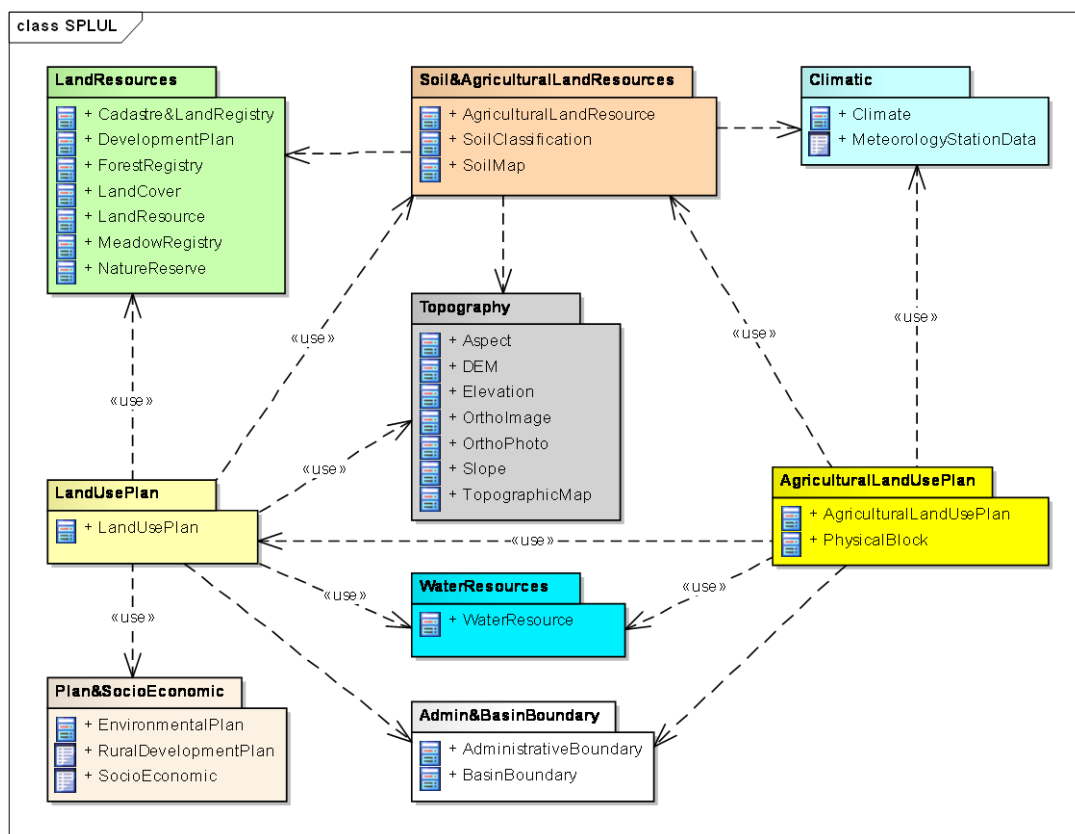 class SPLUL
LandResources
+ Cadastre&LandRegistry
+ DevelopmentPlan
+ ForestRegistry
+ LandCover
+ LandResource
+ MeadowRegistry
+ NatureReserve
Soil&AgriculturalLandResources
+ AgriculturalLandResource
+ SoilClassification
+ SoilMap
Climatic
+ Climate
+ MeteorologyStationData
Topography
+ Aspect
+ DEM
+ Elevation
+ OrthoImage
+ OrthoPhoto
+ Slope
+ TopographicMap
«use»
«use»
«use»
«use»
«use»
«use»
LandUsePlan
+ LandUsePlan
AgriculturalLandUsePlan
+ AgriculturalLandUsePlan
+ PhysicalBlock
«use»
WaterResources
+ WaterResource
«use»
«use»
«use»
Plan&SocioEconomic
+ EnvironmentalPlan
+ RuralDevelopmentPlan
+ SocioEconomic
Admin&BasinBoundary
+ AdministrativeBoundary
+ BasinBoundary